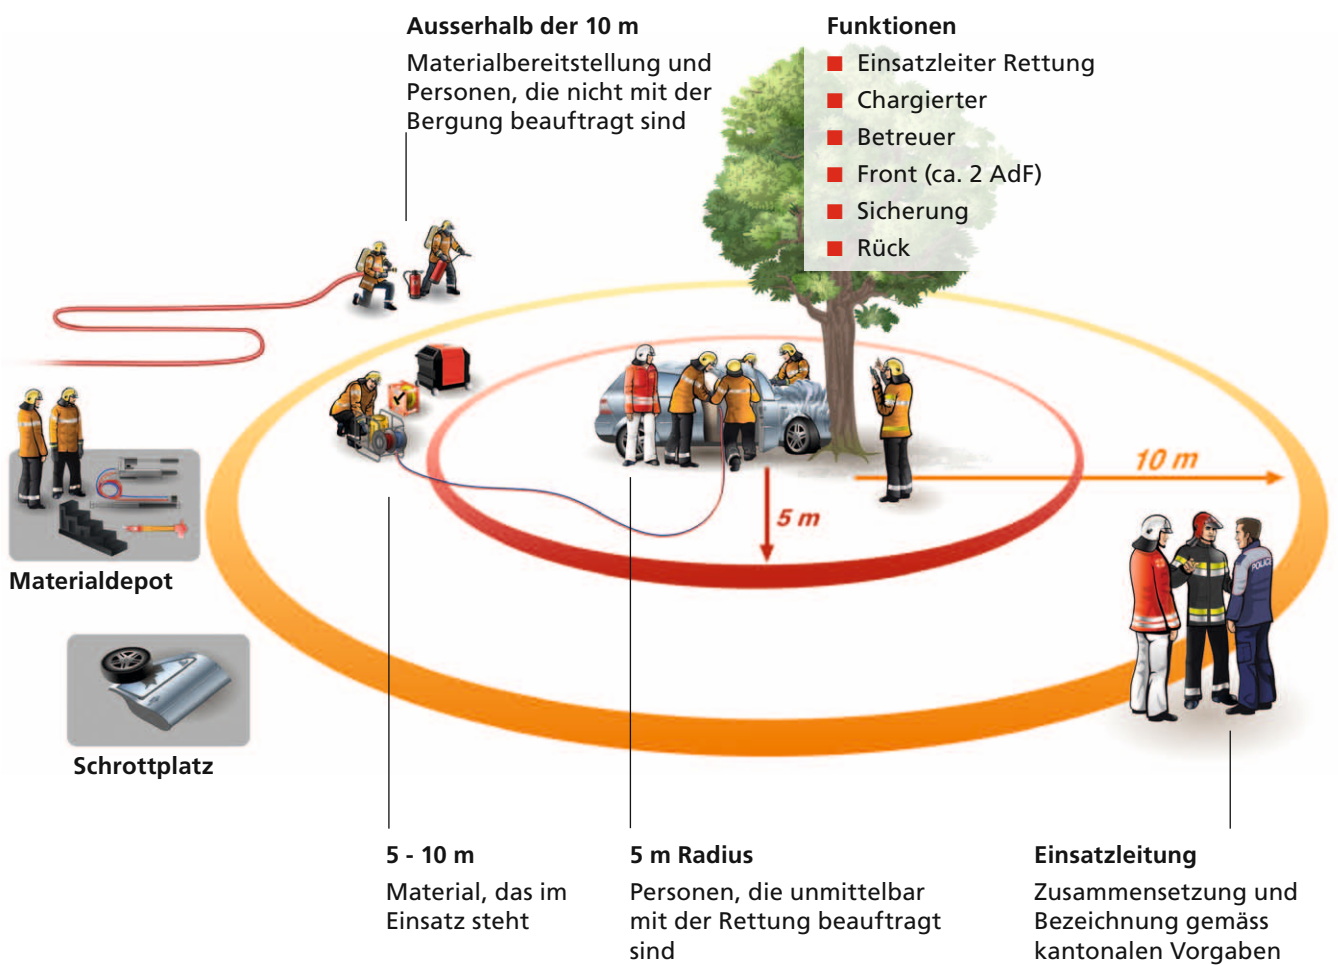 Ausserhalb der 10 m
Materialbereitstellung und
Personen, die nicht mit der
Bergung beauftragt sind
Funktionen
Einsatzleiter Rettung
Chargierter
Betreuer
Front (ca. 2 AdF)
Sicherung
Rück
10 m
5 m
POLICE
Materialdepot
Schrottplatz
5 - 10 m
Material, das im
Einsatz steht
5 m Radius
Personen, die unmittelbar
mit der Rettung beauftragt
sind
Einsatzleitung
Zusammensetzung und
Bezeichnung gemäss
kantonalen Vorgaben